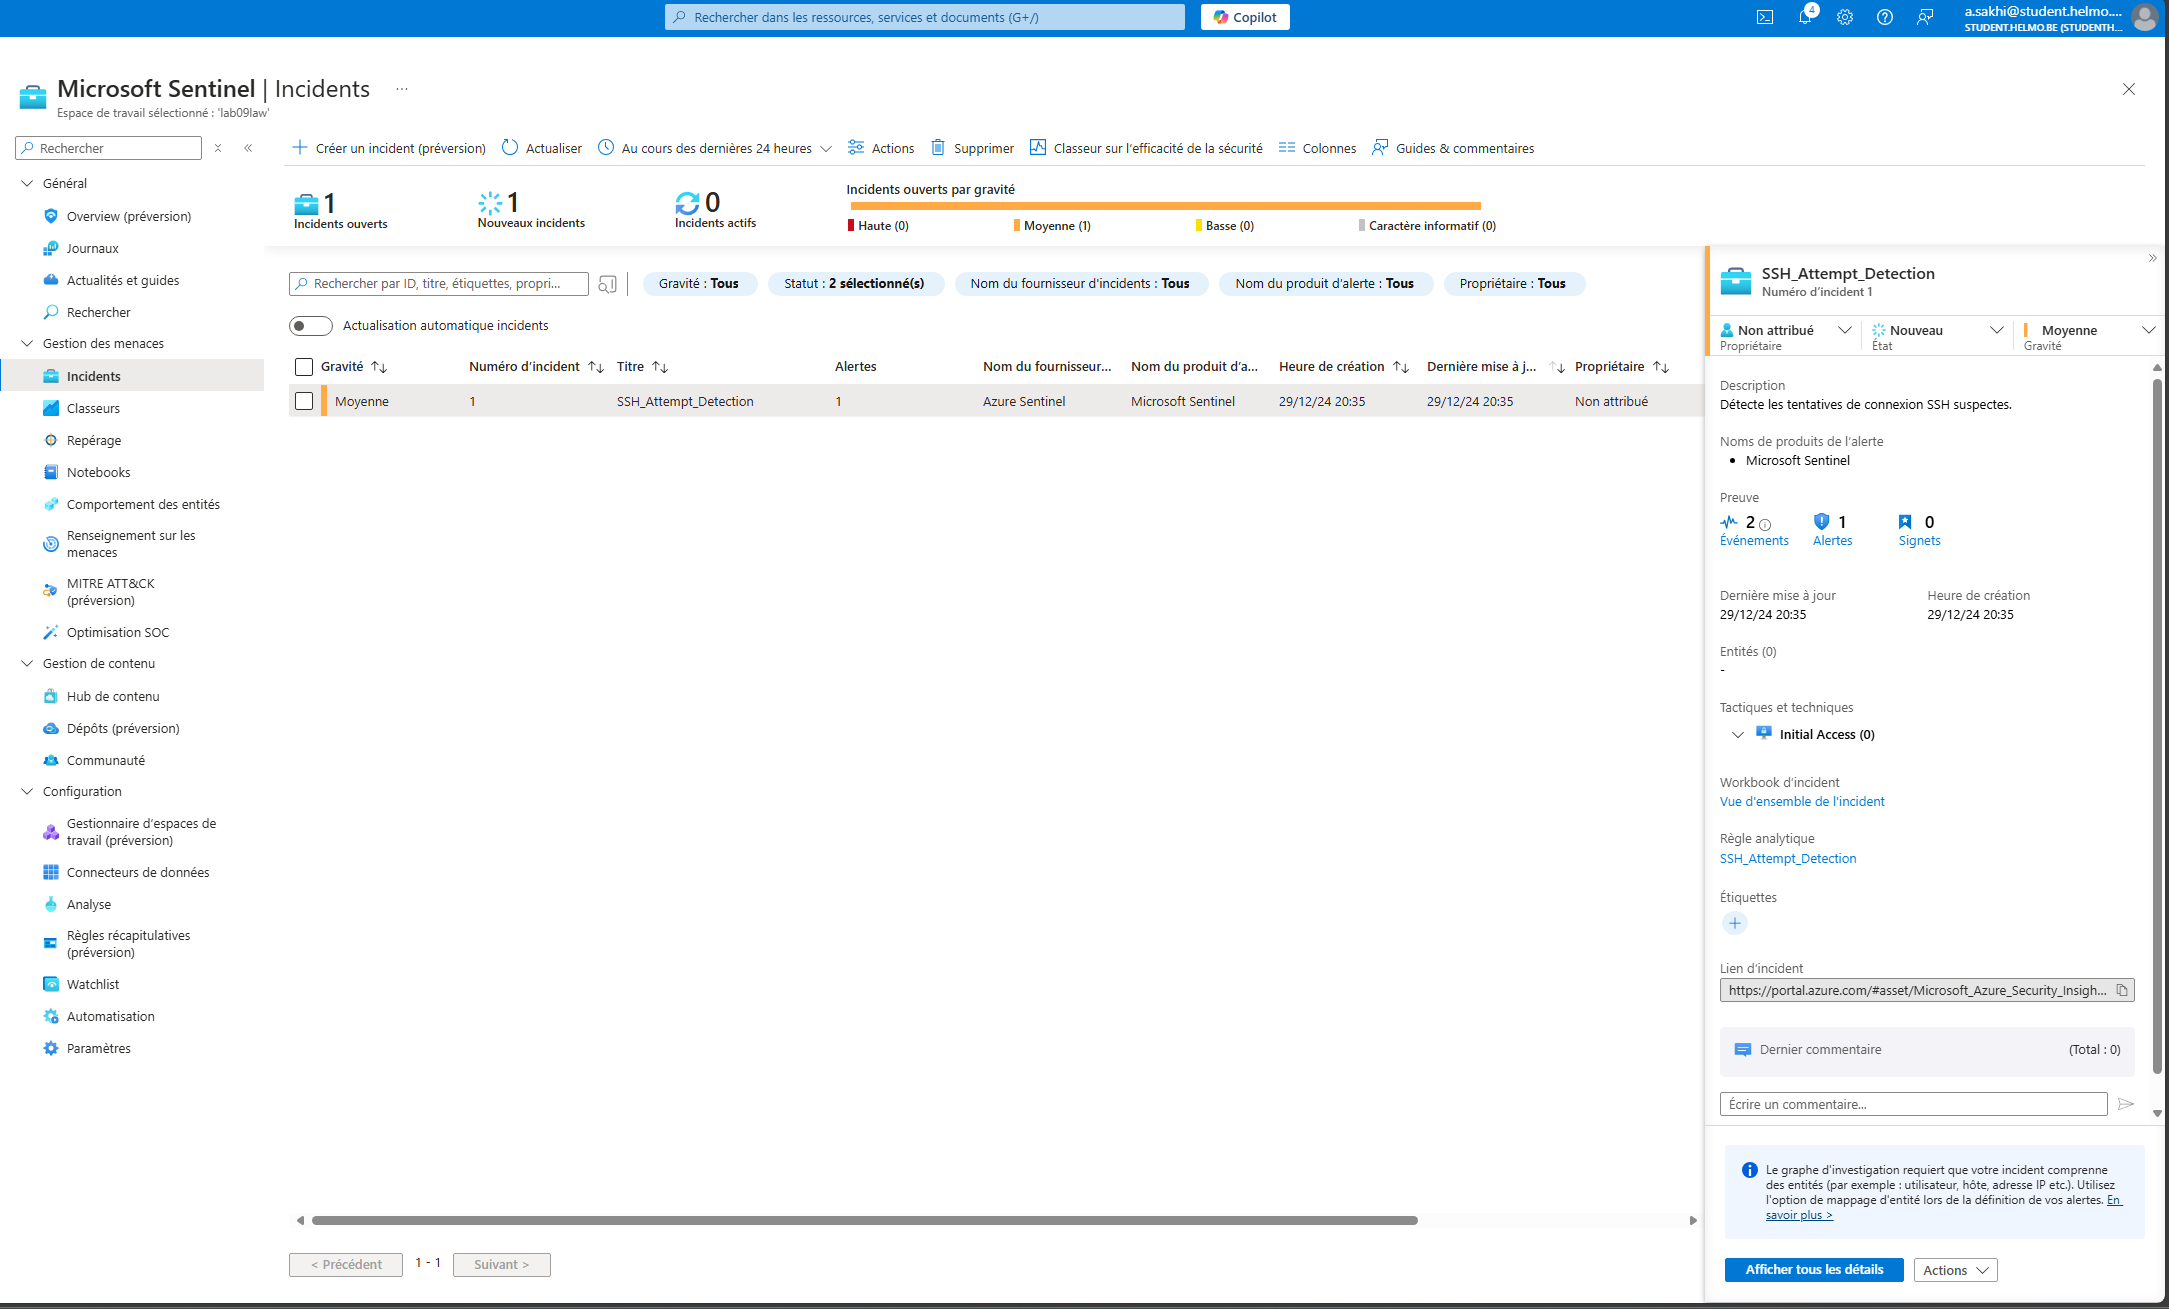 Rechercher dans les ressources, services et documents (G+/)
Copilot
4
a.sakhi@student.helmo....
STUDENT.HELMO.BE (STUDENTH...
Microsoft Sentinel | Incidents ...
Espace de travail sélectionné : 'lab09law'
Rechercher
Général
Overview (préversion)
Journaux
Actualités et guides
Rechercher
Gestion des menaces
Incidents
Classeurs
Repérage
Notebooks
Comportement des entités
Renseignement sur les
menaces
MITRE ATT&CK
(préversion)
Optimisation SOC
Gestion de contenu
Hub de contenu
Dépôts (préversion)
Communauté
Configuration
Gestionnaire d'espaces de
travail (préversion)
Connecteurs de données
Analyse
Règles récapitulatives
(préversion)
Watchlist
Automatisation
Paramètres
Créer un incident (préversion) Actualiser Au cours des dernières 24 heures Actions Supprimer Classeur sur l'efficacité de la sécurité Colonnes Guides & commentaires
1
Incidents ouverts
1
Nouveaux incidents
0
Incidents actifs
Incidents ouverts par gravité
Haute (0) Moyenne (1) Basse (0) Caractère informatif (0)
Rechercher par ID, titre, étiquettes, propri...
Gravité : Tous
Statut : 2 sélectionné(s)
Nom du fournisseur d'incidents : Tous
Nom du produit d'alerte : Tous
Propriétaire : Tous
Actualisation automatique incidents
Gravité Numéro d'incident Titre Alertes Nom du fournisseur... Nom du produit d'a... Heure de création Dernière mise à j... Propriétaire
Moyenne 1 SSH_Attempt_Detection 1 Azure Sentinel Microsoft Sentinel 29/12/24 20:35 29/12/24 20:35 Non attribué
< Précédent 1 - 1 Suivant >
SSH_Attempt_Detection
Numéro d'incident 1
Non attribué
Propriétaire
Nouveau
État
Moyenne
Gravité
Description
Détecte les tentatives de connexion SSH suspectes.
Noms de produits de l'alerte
• Microsoft Sentinel
Preuve
2 1 0
Événements Alertes Signets
Dernière mise à jour Heure de création
29/12/24 20:35 29/12/24 20:35
Entités (0)
-
Tactiques et techniques
Initial Access (0)
Workbook d'incident
Vue d'ensemble de l'incident
Règle analytique
SSH_Attempt_Detection
Étiquettes
Lien d'incident
https://portal.azure.com/#asset/Microsoft_Azure_Security_Insigh...
Dernier commentaire (Total : 0)
Écrire un commentaire...
Le graphe d'investigation requiert que votre incident comprenne
des entités (par exemple : utilisateur, hôte, adresse IP etc.). Utilisez
l'option de mappage d'entité lors de la définition de vos alertes. En
savoir plus >
Afficher tous les détails
Actions